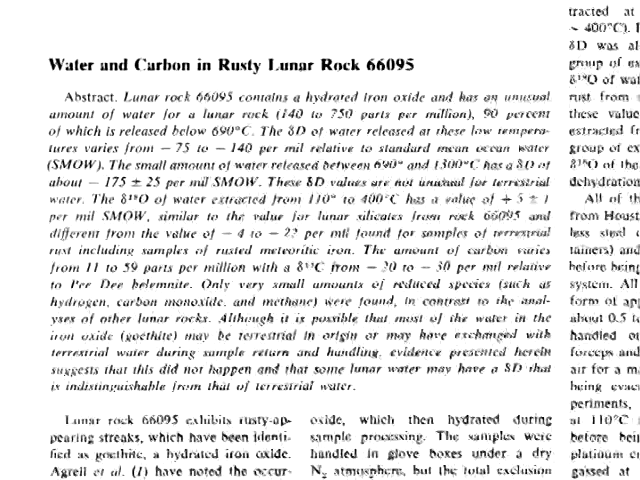 Water and Carbon in Rusty Lunar Rock 66095
Abstract. Lunar rock 66095 contains a hydrated iron oxide and has an unusual
amount of water for a lunar rock (140 to 750 parts per million), 90 percent
of which is released below 690°C. The δD of water released at these low tempera-
tures varies from − 75 to − 140 per mil relative to standard mean ocean water
(SMOW). The small amount of water released between 690° and 1300°C has a δD of
about − 175 ± 25 per mil SMOW. These δD values are not unusual for terrestrial
water. The δ¹⁸O of water extracted from 110° to 400°C has a value of + 5 ± 1
per mil SMOW, similar to the value for lunar silicates from rock 66095 and
different from the value of − 4 to − 22 per mil found for samples of terrestrial
rust including samples of rusted meteoritic iron. The amount of carbon varies
from 11 to 59 parts per million with a δ¹³C from − 20 to − 30 per mil relative
to Pee Dee belemnite. Only very small amounts of reduced species (such as
hydrogen, carbon monoxide, and methane) were found, in contrast to the anal-
yses of other lunar rocks. Although it is possible that most of the water in the
iron oxide (goethite) may be terrestrial in origin or may have exchanged with
terrestrial water during sample return and handling, evidence presented herein
suggests that this did not happen and that some lunar water may have a δD that
is indistinguishable from that of terrestrial water.
Lunar rock 66095 exhibits rusty-ap-
pearing streaks, which have been identi-
fied as goethite, a hydrated iron oxide.
Agrell et al. (1) have noted the occur-
oxide, which then hydrated during
sample processing. The samples were
handled in glove boxes under a dry
N₂ atmosphere, but the total exclusion
tracted at
~ 400°C).
δD was
group of
δ¹⁸O of
rust from
these value
extracted
group of
δ¹⁸O of the
dehydration
All of
from Houst
less steel
tainers) and
before being
system. All
form of
about 0.5
handled
forceps and
air for a
being
periments,
at 110°C
before
platinum
gassed at